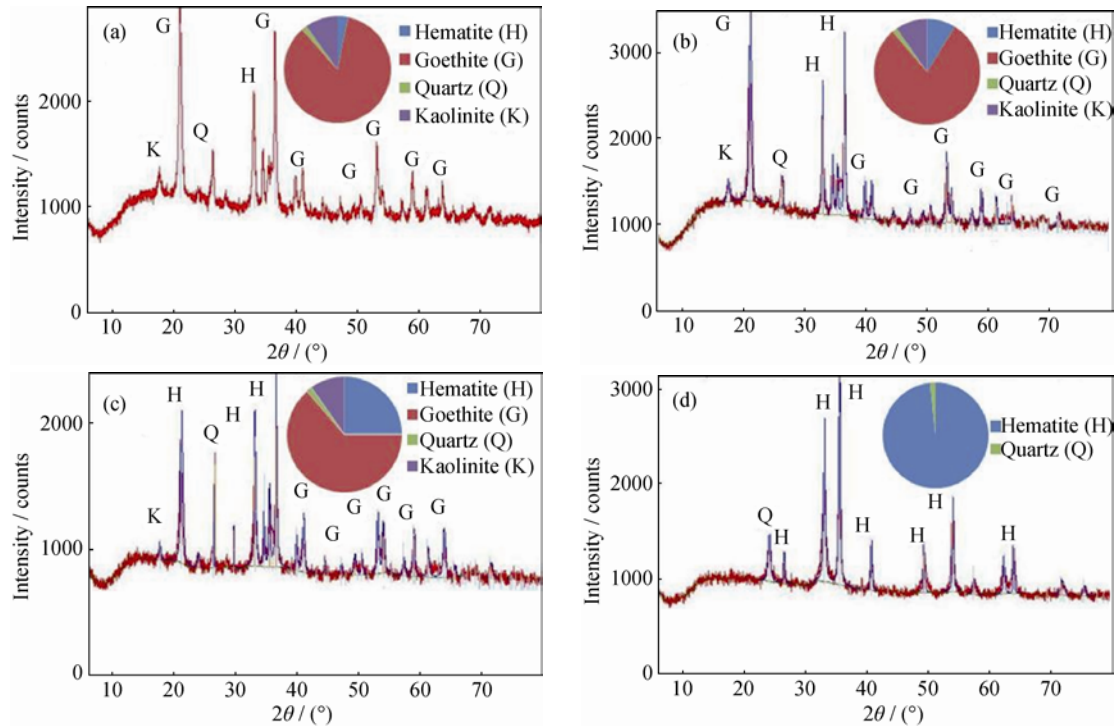 (a)
G
G
Hematite (H)
Goethite (G)
Quartz (Q)
Kaolinite (K)
H
Q
K
G
G
G
G
G
2000
1000
0
Intensity / counts
10 20 30 40 50 60 70
2θ / (°)
(b)
G
H
H
Hematite (H)
Goethite (G)
Quartz (Q)
Kaolinite (K)
K
Q
G
G
G
G
G
G
3000
2000
1000
0
Intensity / counts
10 20 30 40 50 60 70
2θ / (°)
(c)
H
H
Hematite (H)
Goethite (G)
Quartz (Q)
Kaolinite (K)
Q
H
K
G
G
G
G
G
G
2000
1000
0
Intensity / counts
10 20 30 40 50 60 70
2θ / (°)
(d)
H
H
Hematite (H)
Quartz (Q)
Q
H
H
H
H
H
3000
2000
1000
0
Intensity / counts
10 20 30 40 50 60 70
2θ / (°)